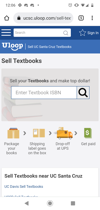 12:36
ucsc.uloop.com/sell-tex
Uloop
Sign In
Sell UC Santa Cruz Textbooks
Sell Textbooks
Sell your Textbooks and make top dollar!
Enter Textbook ISBN
Package your books
Shipping label goes on the box
Drop-off at UPS
Get paid
Sell Textbooks near UC Santa Cruz
UC Davis Sell Textbooks